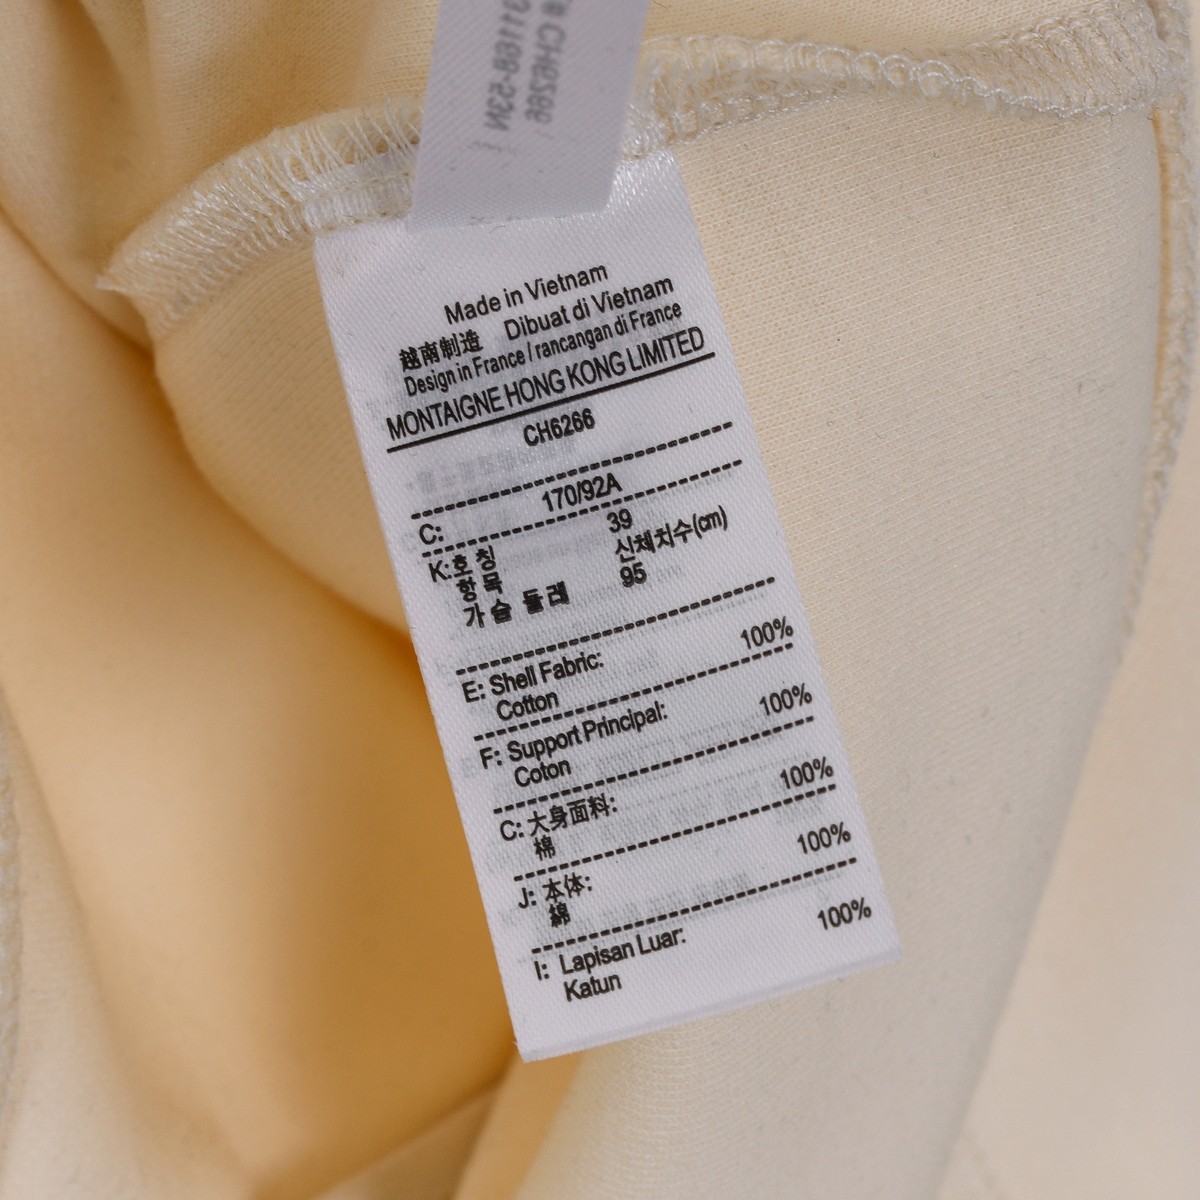 # CH6266
3116B-53N
Made in Vietnam
越南制造 Dibuat di Vietnam
Design in France / rancangan di France
MONTAIGNE HONG KONG LIMITED
CH6266
C: 170/92A
K: 호 칭 39
항 목 신체치수(cm)
가 슴 둘 레 95
E: Shell Fabric:
Cotton 100%
F: Support Principal:
Coton 100%
C: 大身面料:
棉 100%
J: 本体:
綿 100%
I: Lapisan Luar:
Katun 100%